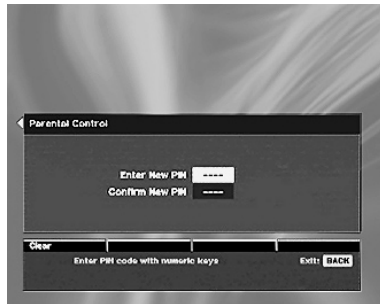 Parental Control
Enter New PIN ----
Confirm New PIN ----
Clear
Enter PIN code with numeric keys Exit: BACK